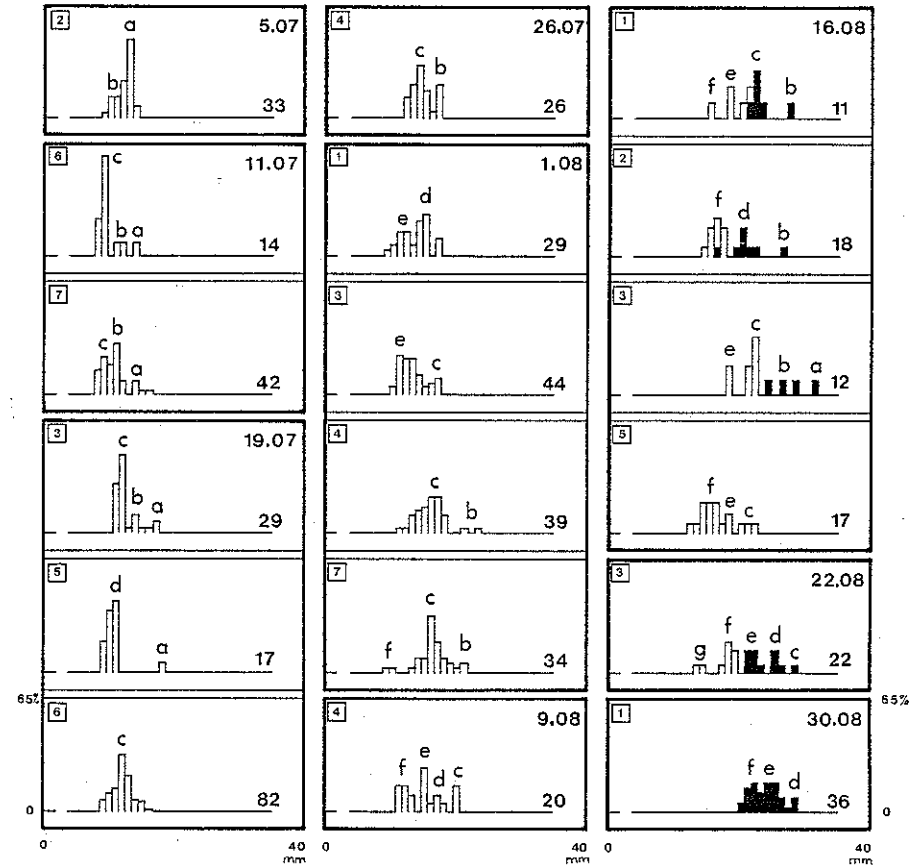 2 5.07
a
b
33
6 11.07
c
b a
14
7
b
c
a
42
3 19.07
c
b
a
29
5
d
a
17
65%
6
c
82
0
0 40
mm
4 26.07
c
b
26
1 1.08
d
e
29
3
e
c
44
4
c
b
39
7
c
f b
34
4 9.08
e
f d c
20
0 40
mm
1 16.08
c
f e
b
11
2
f d
b
18
3
c
e b a
12
5
f
e
c
17
3 22.08
f e d
g c
22
65%
1 30.08
f e
d
36
0
0 40
mm